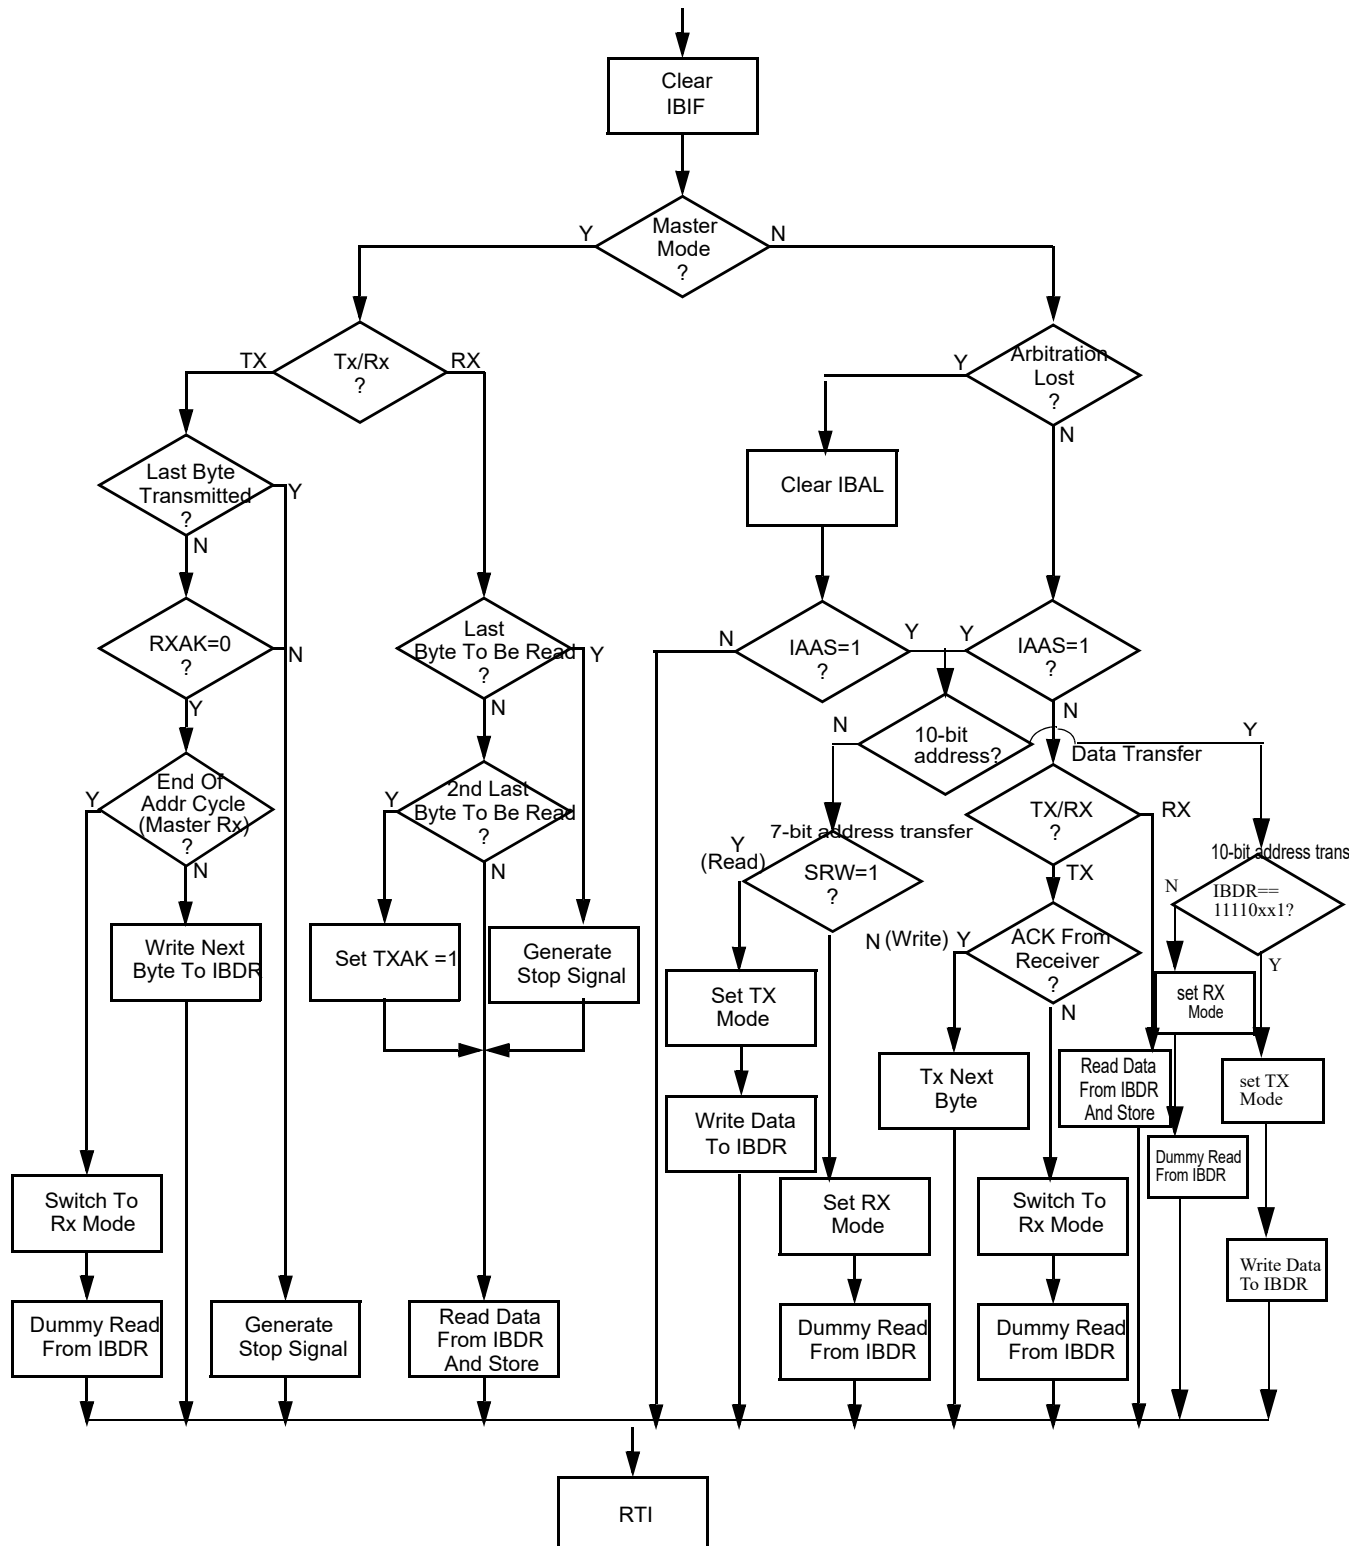 Clear
IBIF
Master
Mode
?
Y
N
Tx/Rx
?
TX
RX
Arbitration
Lost
?
Y
N
Last Byte
Transmitted
?
Y
N
Clear IBAL
RXAK=0
?
N
Y
Last
Byte To Be Read
?
Y
N
IAAS=1
?
N
Y
IAAS=1
?
Y
N
10-bit
address?
N
Y
Data Transfer
End Of
Addr Cycle
(Master Rx)
?
Y
N
2nd Last
Byte To Be Read
?
Y
N
7-bit address transfer
TX/RX
?
RX
TX
10-bit address trans
Y
(Read)
SRW=1
?
N (Write)
IBDR==
11110xx1?
N
Y
Write Next
Byte To IBDR
Set TXAK =1
Generate
Stop Signal
Y
ACK From
Receiver
?
N
Set TX
Mode
set RX
Mode
Tx Next
Byte
Read Data
From IBDR
And Store
set TX
Mode
Write Data
To IBDR
Dummy Read
From IBDR
Switch To
Rx Mode
Set RX
Mode
Switch To
Rx Mode
Write Data
To IBDR
Dummy Read
From IBDR
Generate
Stop Signal
Read Data
From IBDR
And Store
Dummy Read
From IBDR
Dummy Read
From IBDR
RTI